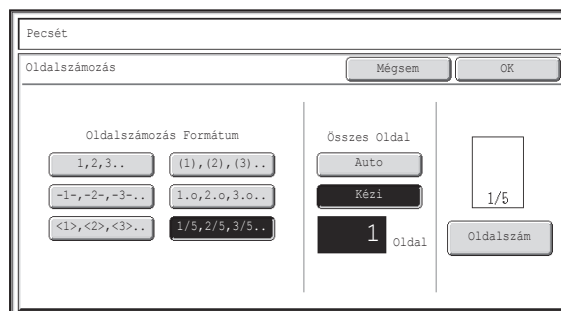 Pecsét
Oldalszámozás
Mégsem
OK
Oldalszámozás Formátum
1,2,3..
(1),(2),(3)..
-1-,-2-,-3-..
1.o,2.o,3.o..
<1>,<2>,<3>..
1/5,2/5,3/5..
Összes Oldal
Auto
Kézi
1 Oldal
1/5
Oldalszám